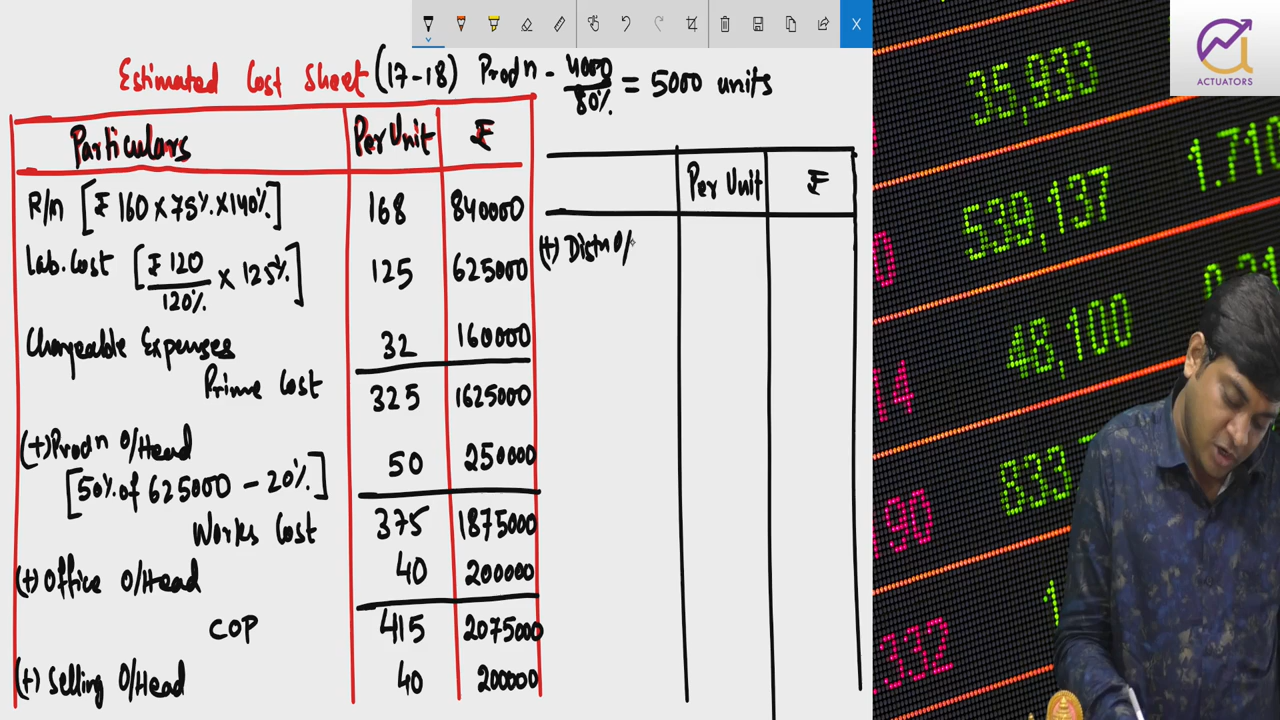 Estimated Cost Sheet (17-18) Prodn - 4000/80% = 5000 units
Particulars Per Unit ₹
R/m [₹ 160 x 75% x 140%] 168 840000
Lab. Cost [₹ 120/120% x 125%] 125 625000
Chargeable Expenses 32 160000
Prime Cost 325 1625000
(+) Prodn O/Head
[50% of 625000 - 20%] 50 250000
Works Cost 375 1875000
(+) Office O/Head 40 200000
COP 415 2075000
(+) Selling O/Head 40 200000
Per Unit ₹
(+) Distn O/
ACTUATORS
35,933
539,137
1.710
48,100
833